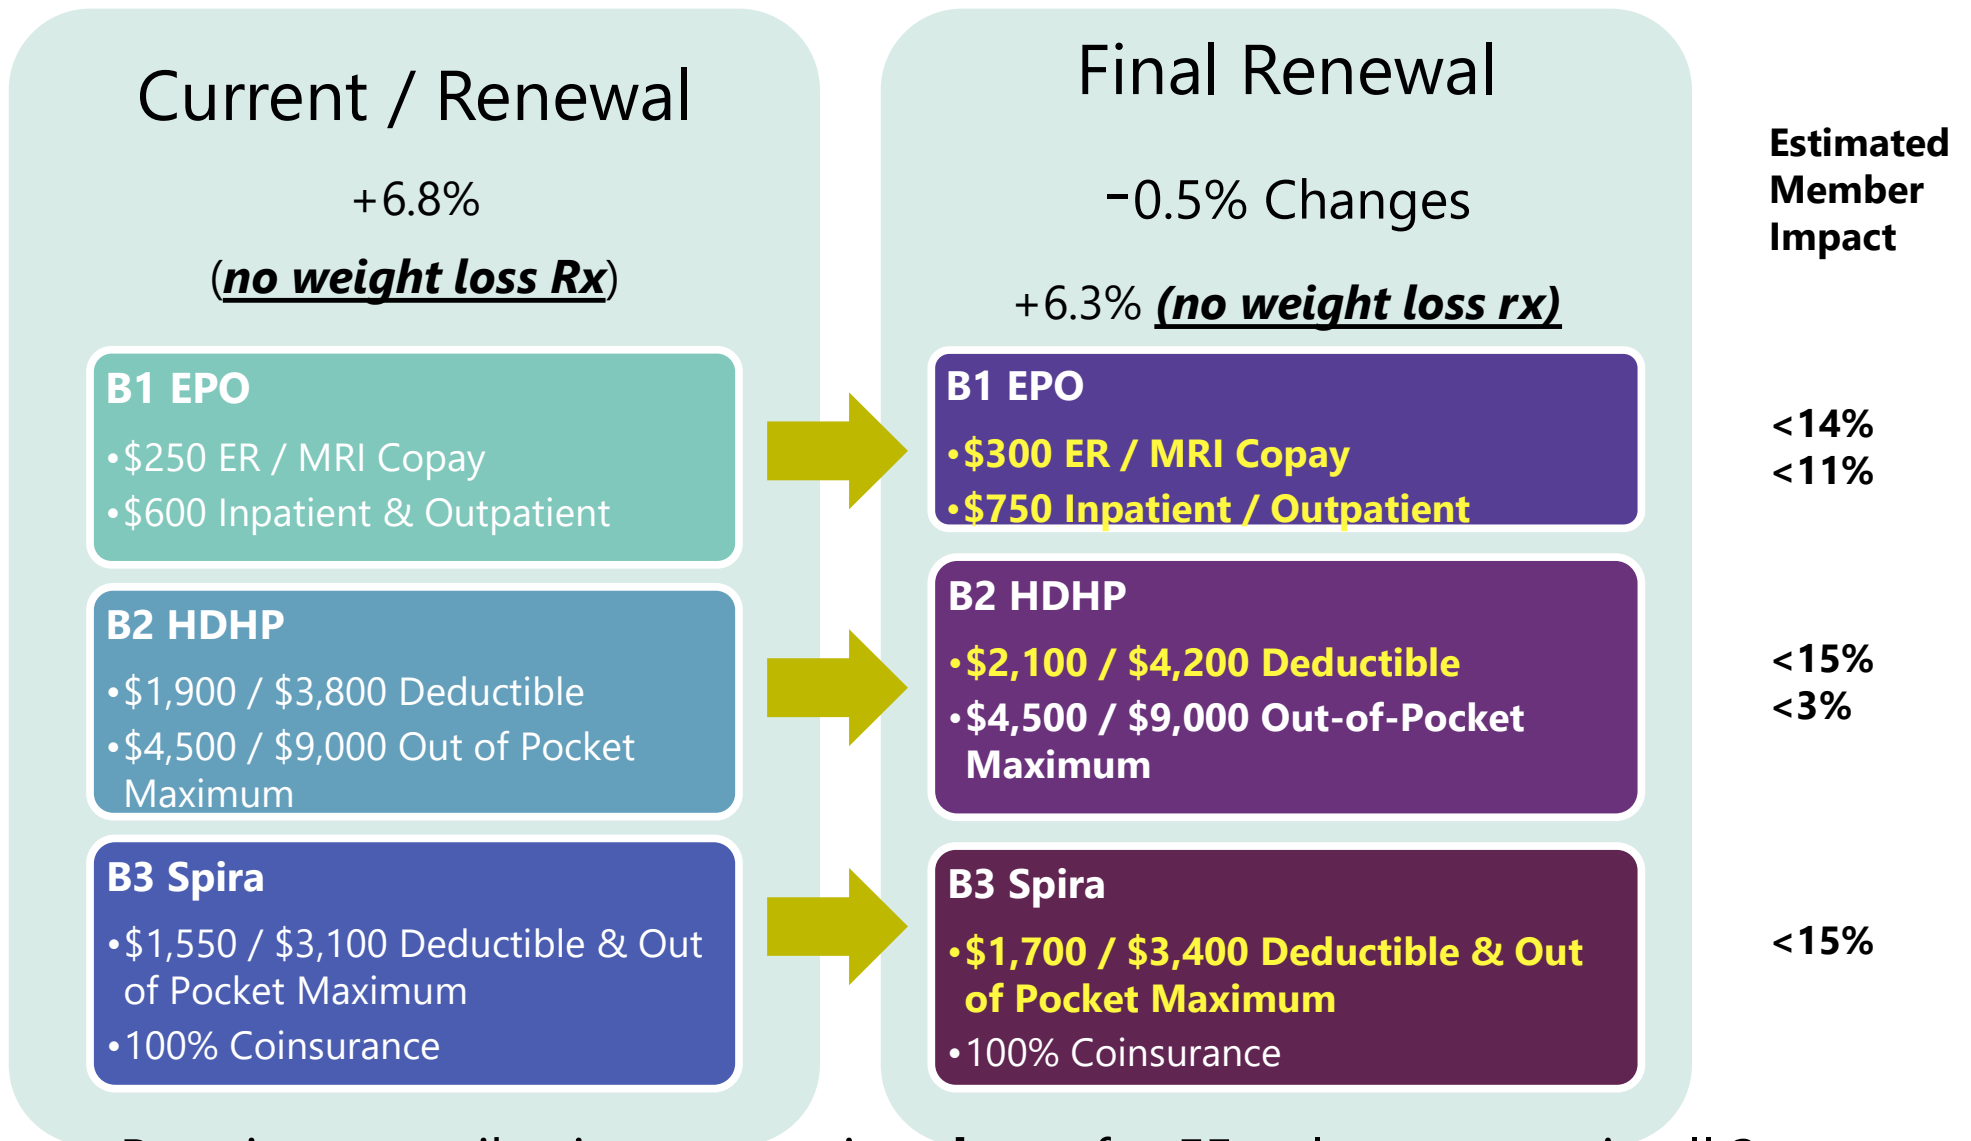 Current / Renewal
+6.8%
(no weight loss Rx)
B1 EPO
•$250 ER / MRI Copay
•$600 Inpatient & Outpatient
B2 HDHP
•$1,900 / $3,800 Deductible
•$4,500 / $9,000 Out of Pocket
Maximum
B3 Spira
•$1,550 / $3,100 Deductible & Out
of Pocket Maximum
•100% Coinsurance
Final Renewal
-0.5% Changes
+6.3% (no weight loss rx)
B1 EPO
•$300 ER / MRI Copay
•$750 Inpatient / Outpatient
B2 HDHP
•$2,100 / $4,200 Deductible
•$4,500 / $9,000 Out-of-Pocket
Maximum
B3 Spira
•$1,700 / $3,400 Deductible & Out
of Pocket Maximum
•100% Coinsurance
Estimated
Member
Impact
<14%
<11%
<15%
<3%
<15%